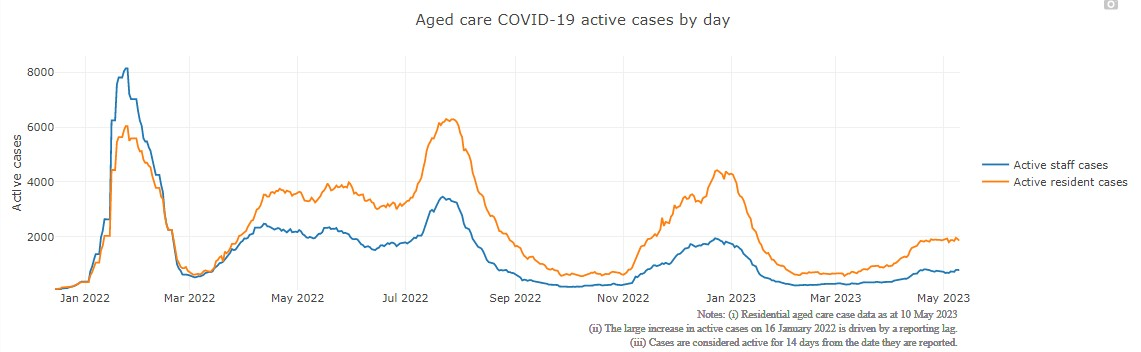 Aged care COVID-19 active cases by day
Active cases
8000
6000
4000
2000
Jan 2022
Mar 2022
May 2022
Jul 2022
Sep 2022
Nov 2022
Jan 2023
Mar 2023
May 2023
Active staff cases
Active resident cases
Notes: (i) Residential aged care case data as at 10 May 2023
(ii) The large increase in active cases on 16 January 2022 is driven by a reporting lag.
(iii) Cases are considered active for 14 days from the date they are reported.